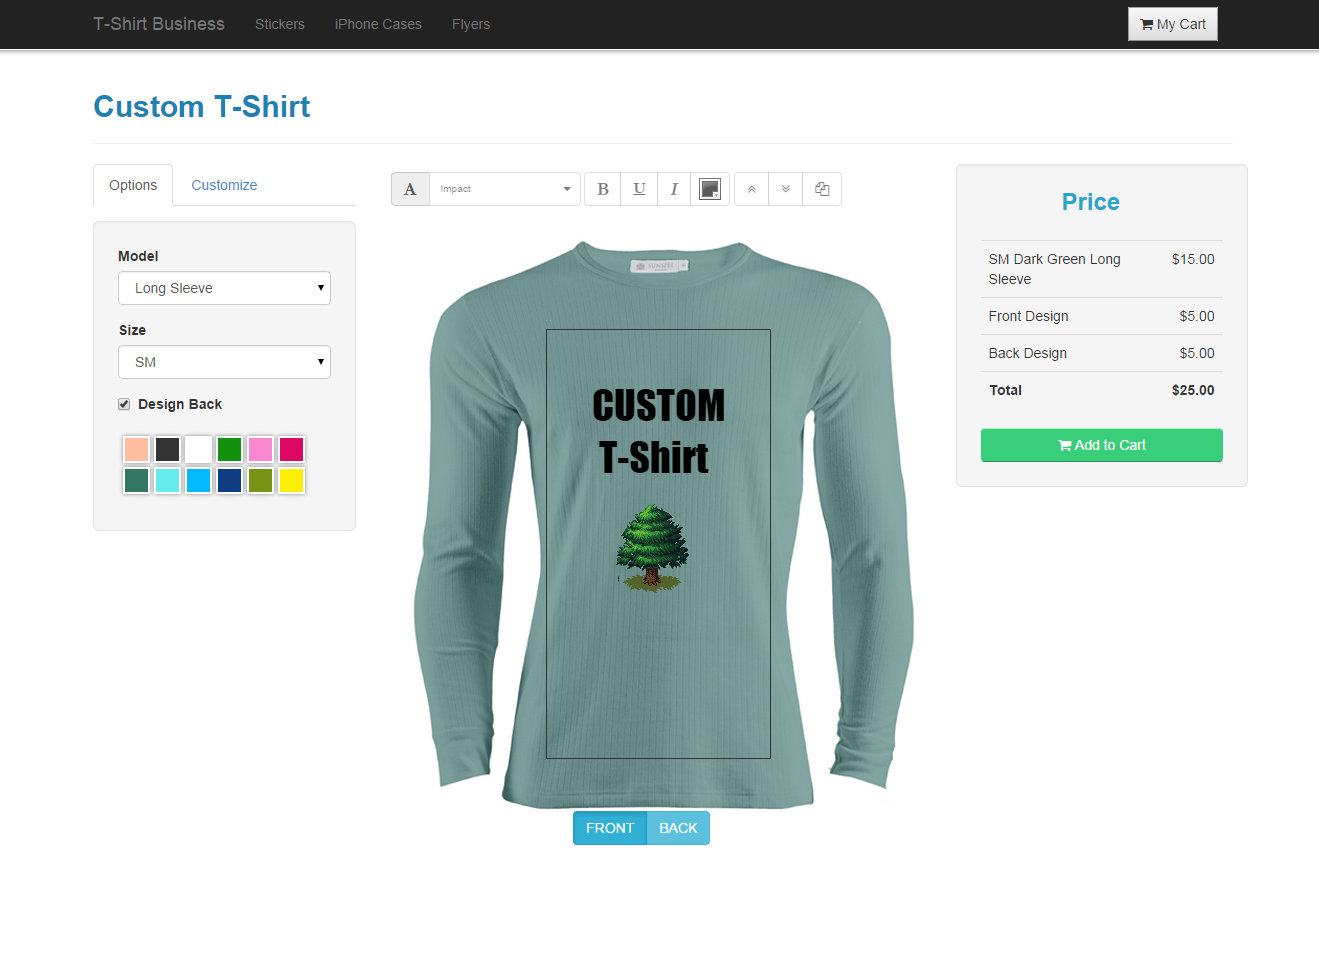 T-Shirt Business
Stickers
iPhone Cases
Flyers
My Cart
Custom T-Shirt
Options
Customize
Model
Long Sleeve
Size
SM
Design Back
A
Impact
B
U
I
CUSTOM
T-Shirt
FRONT
BACK
Price
SM Dark Green Long $15.00
Sleeve
Front Design $5.00
Back Design $5.00
Total $25.00
Add to Cart